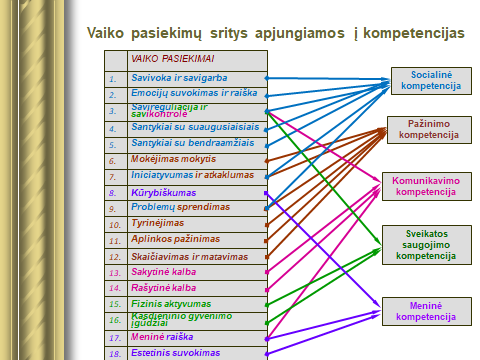 Vaiko pasiekimų sritys apjungiamos į kompetencijas
VAIKO PASIEKIMAI
1. Savivoka ir savigarba
2. Emocijų suvokimas ir raiška
3. Savireguliacija ir
savikontrolė
4. Santykiai su suaugusiaisiais
5. Santykiai su bendraamžiais
6. Mokėjimas mokytis
7. Iniciatyvumas ir atkaklumas
8. Kūrybiškumas
9. Problemų sprendimas
10. Tyrinėjimas
11. Aplinkos pažinimas
12. Skaičiavimas ir matavimas
13. Sakytinė kalba
14. Rašytinė kalba
15. Fizinis aktyvumas
16. Kasdieninio gyvenimo
įgūdžiai
17. Meninė raiška
18. Estetinis suvokimas
Socialinė
kompetencija
Pažinimo
kompetencija
Komunikavimo
kompetencija
Sveikatos
saugojimo
kompetencija
Meninė
kompetencija